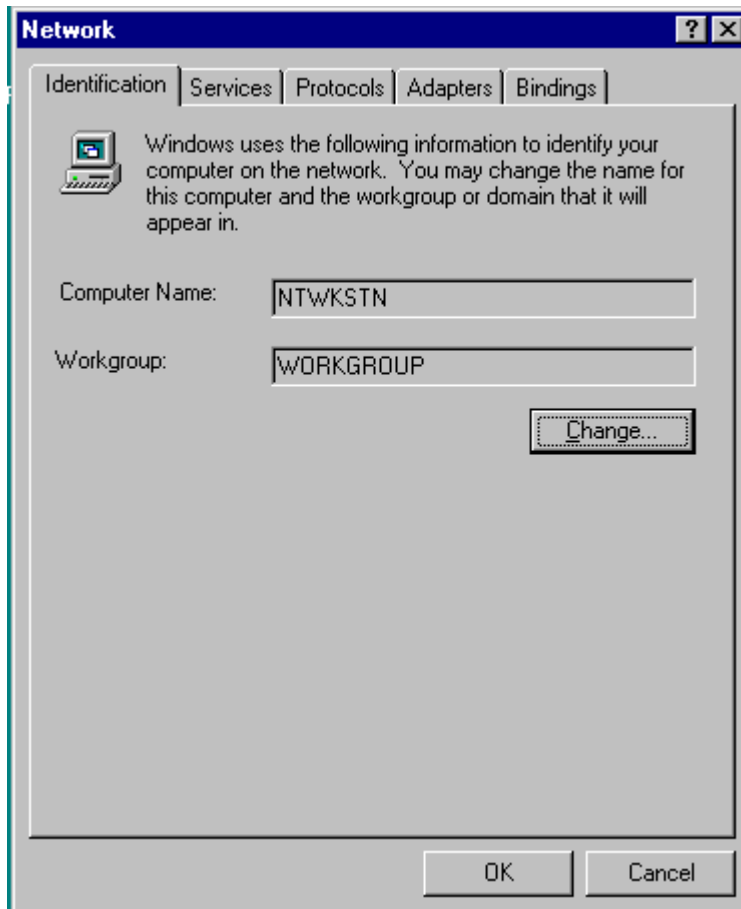 Network
Identification Services Protocols Adapters Bindings
Windows uses the following information to identify your
computer on the network. You may change the name for
this computer and the workgroup or domain that it will
appear in.
Computer Name: NTWKSTN
Workgroup: WORKGROUP
Change...
OK Cancel